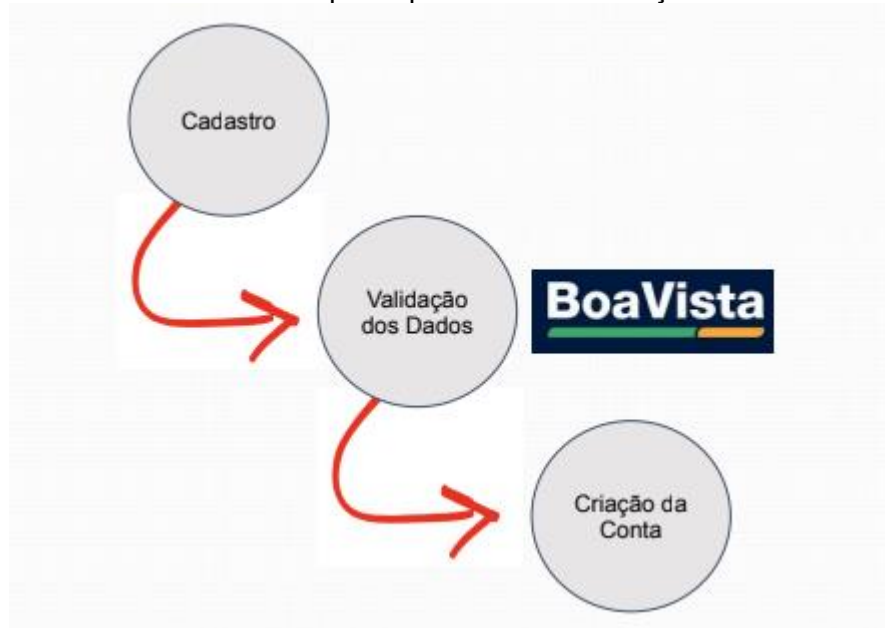 Cadastro
Validação
dos Dados
BoaVista
Criação da
Conta